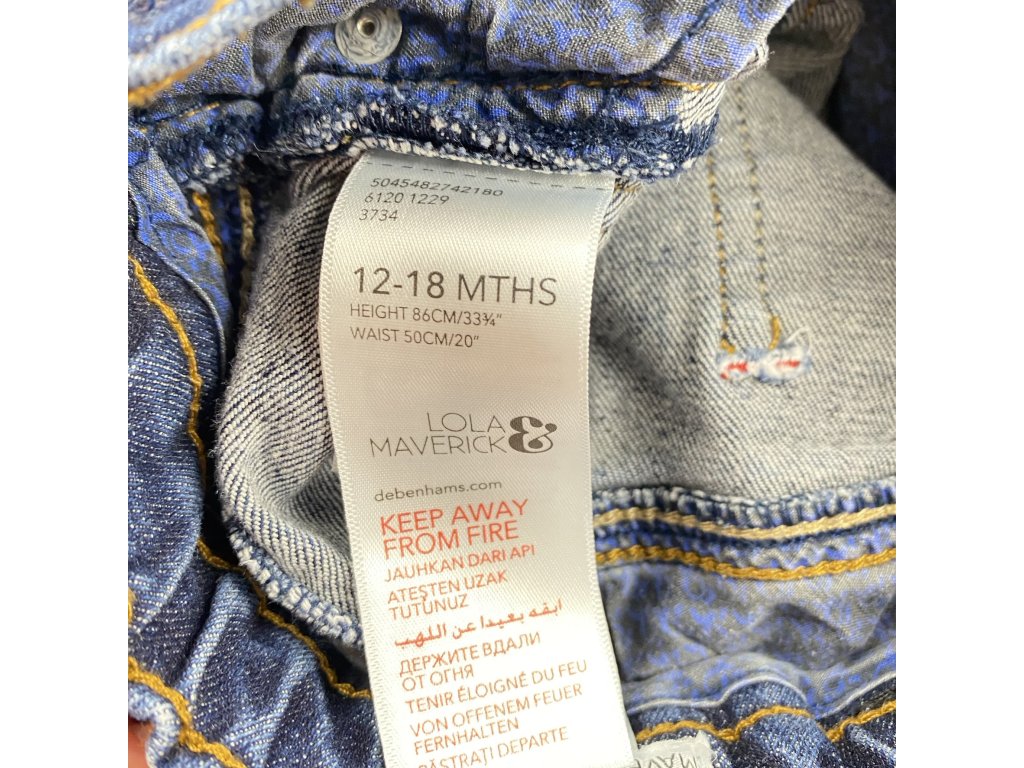 5045482742180
6120 1229
3734
12-18 MTHS
HEIGHT 86CM/33¾"
WAIST 50CM/20"
LOLA &
MAVERICK
debenhams.com
KEEP AWAY
FROM FIRE
JAUHKAN DARI API
ATEŞTEN UZAK
TUTUNUZ
ابقه بعيدا عن اللهب
ДЕРЖИТЕ ВДАЛИ
ОТ ОГНЯ
TENIR ÉLOIGNÉ DU FEU
VON OFFENEM FEUER
FERNHALTEN
PĂSTRAȚI DEPARTE